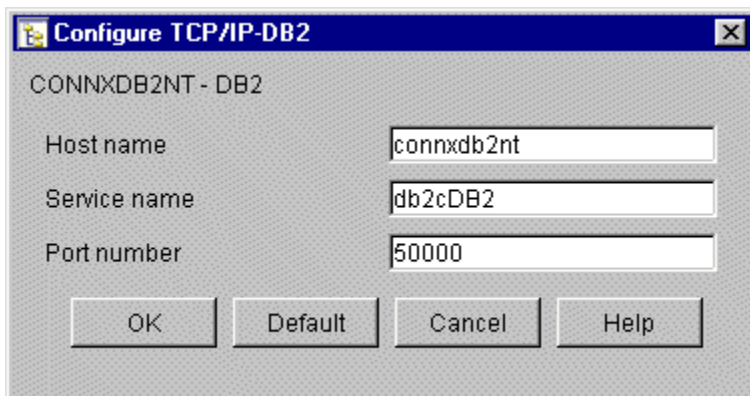 Configure TCP/IP-DB2
CONNXDB2NT - DB2
Host name connxdb2nt
Service name db2cDB2
Port number 50000
OK Default Cancel Help